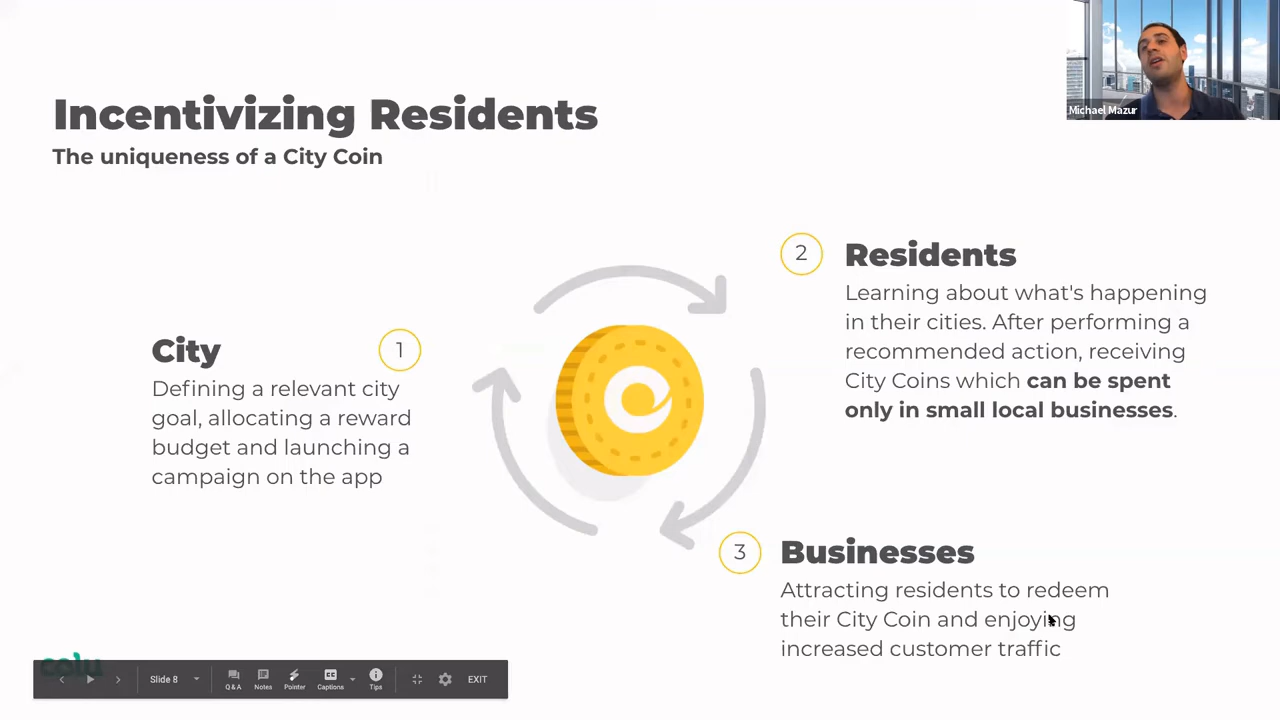 Michael Mazur
Incentivizing Residents
The uniqueness of a City Coin
1
City
Defining a relevant city
goal, allocating a reward
budget and launching a
campaign on the app
2
Residents
Learning about what's happening
in their cities. After performing a
recommended action, receiving
City Coins which can be spent
only in small local businesses.
3
Businesses
Attracting residents to redeem
their City Coin and enjoying
increased customer traffic
colu
Slide 8
Q&A
Notes
Pointer
CC
Captions
Tips
EXIT